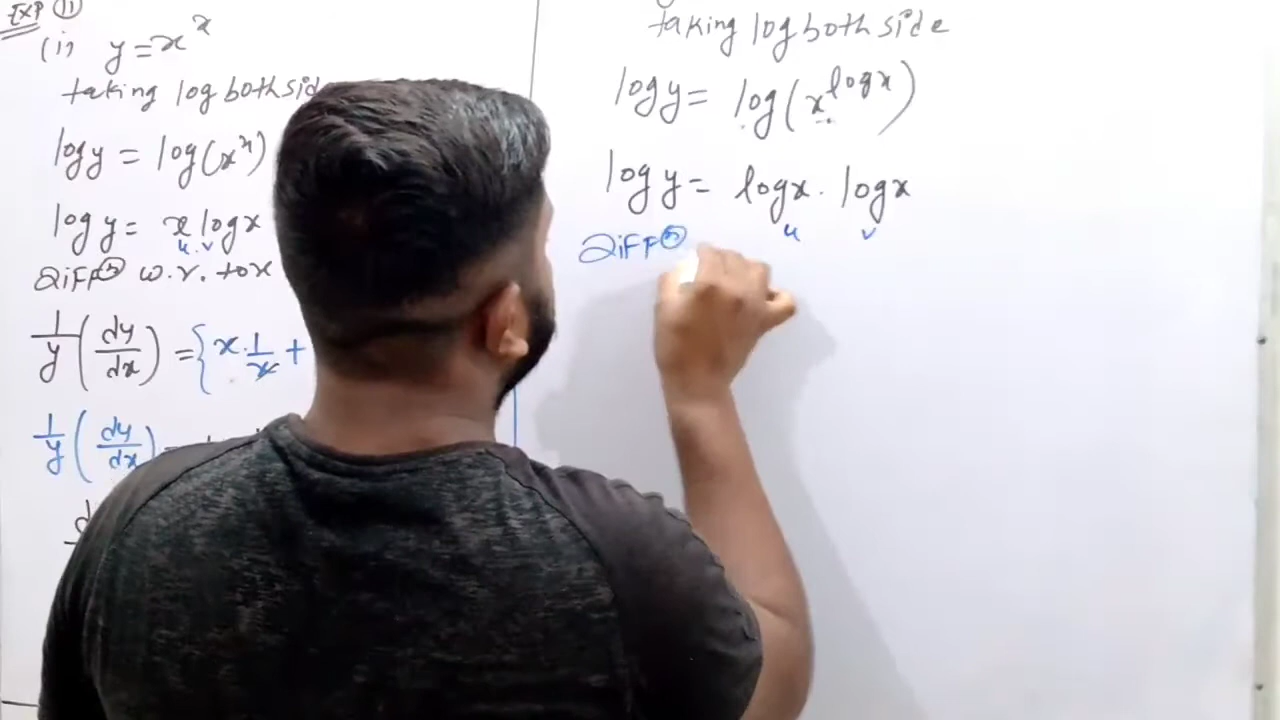 EXP 11
(i) y = x^x
taking log both side
log y = log(x^x)
log y = x log x
u. v
Diff^n w.r. to x
1/y (dy/dx) = { x. 1/x +
1/y (dy/dx) =
d
taking log both side
log y = log(x^log x)
log y = log x . log x
u v
Diff^n